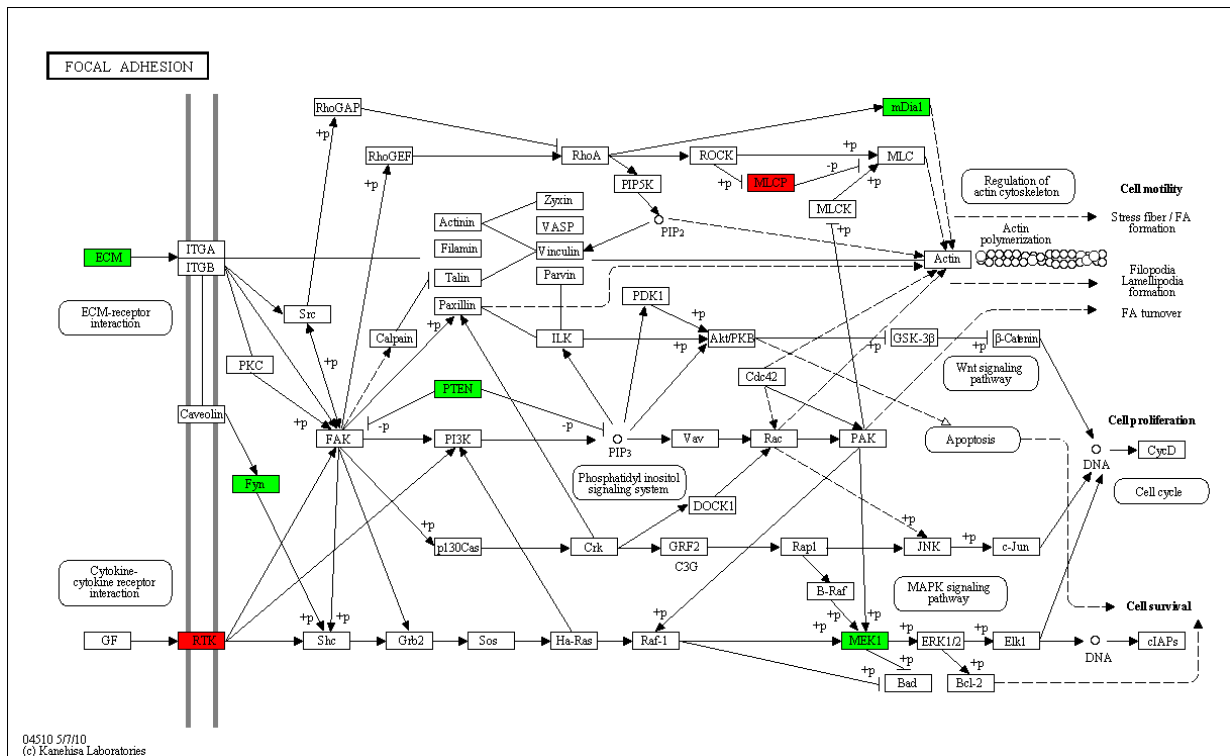 FOCAL ADHESION
RhoGAP
mDia1
+p
RhoGEF
RhoA
ROCK
+p
MLC
+p
PIP5K
+p
MLCP
-p
+p
Regulation of
actin cytoskeleton
Cell motility
Zyxin
MLCK
Stress fiber / FA
formation
Actinin
VASP
PIP2
+p
Actin
polymerization
ECM
ITGA
Filamin
Vinculin
Actin
ITGB
Talin
Parvin
Filopodia
Lamellipodia
formation
ECM-receptor
interaction
Src
Paxillin
PDK1
FA turnover
+p
+p
Calpain
ILK
+p
Akt/PKB
GSK-3β
+p
β-Catenin
+p
+p
PKC
Cdc42
Wnt signaling
pathway
PTEN
Caveolin
+p
-p
-p
Cell proliferation
FAK
PI3K
PIP3
Vav
Rac
PAK
Apoptosis
DNA
CycD
Fyn
Phosphatidyl inositol
signaling system
DOCK1
Cell cycle
+p
+p
+p
p130Cas
Crk
GRF2
Rap1
JNK
+p
c-Jun
C3G
Cytokine-
cytokine receptor
interaction
B-Raf
MAPK signaling
pathway
+p
+p
+p
+p
+p
Cell survival
GF
RTK
Shc
Grb2
Sos
Ha-Ras
Raf-1
+p
MEK1
+p
ERK1/2
+p
Elk1
DNA
cIAPs
+p
+p
+p
Bad
Bcl-2
04510 5/7/10
(c) Kanehisa Laboratories